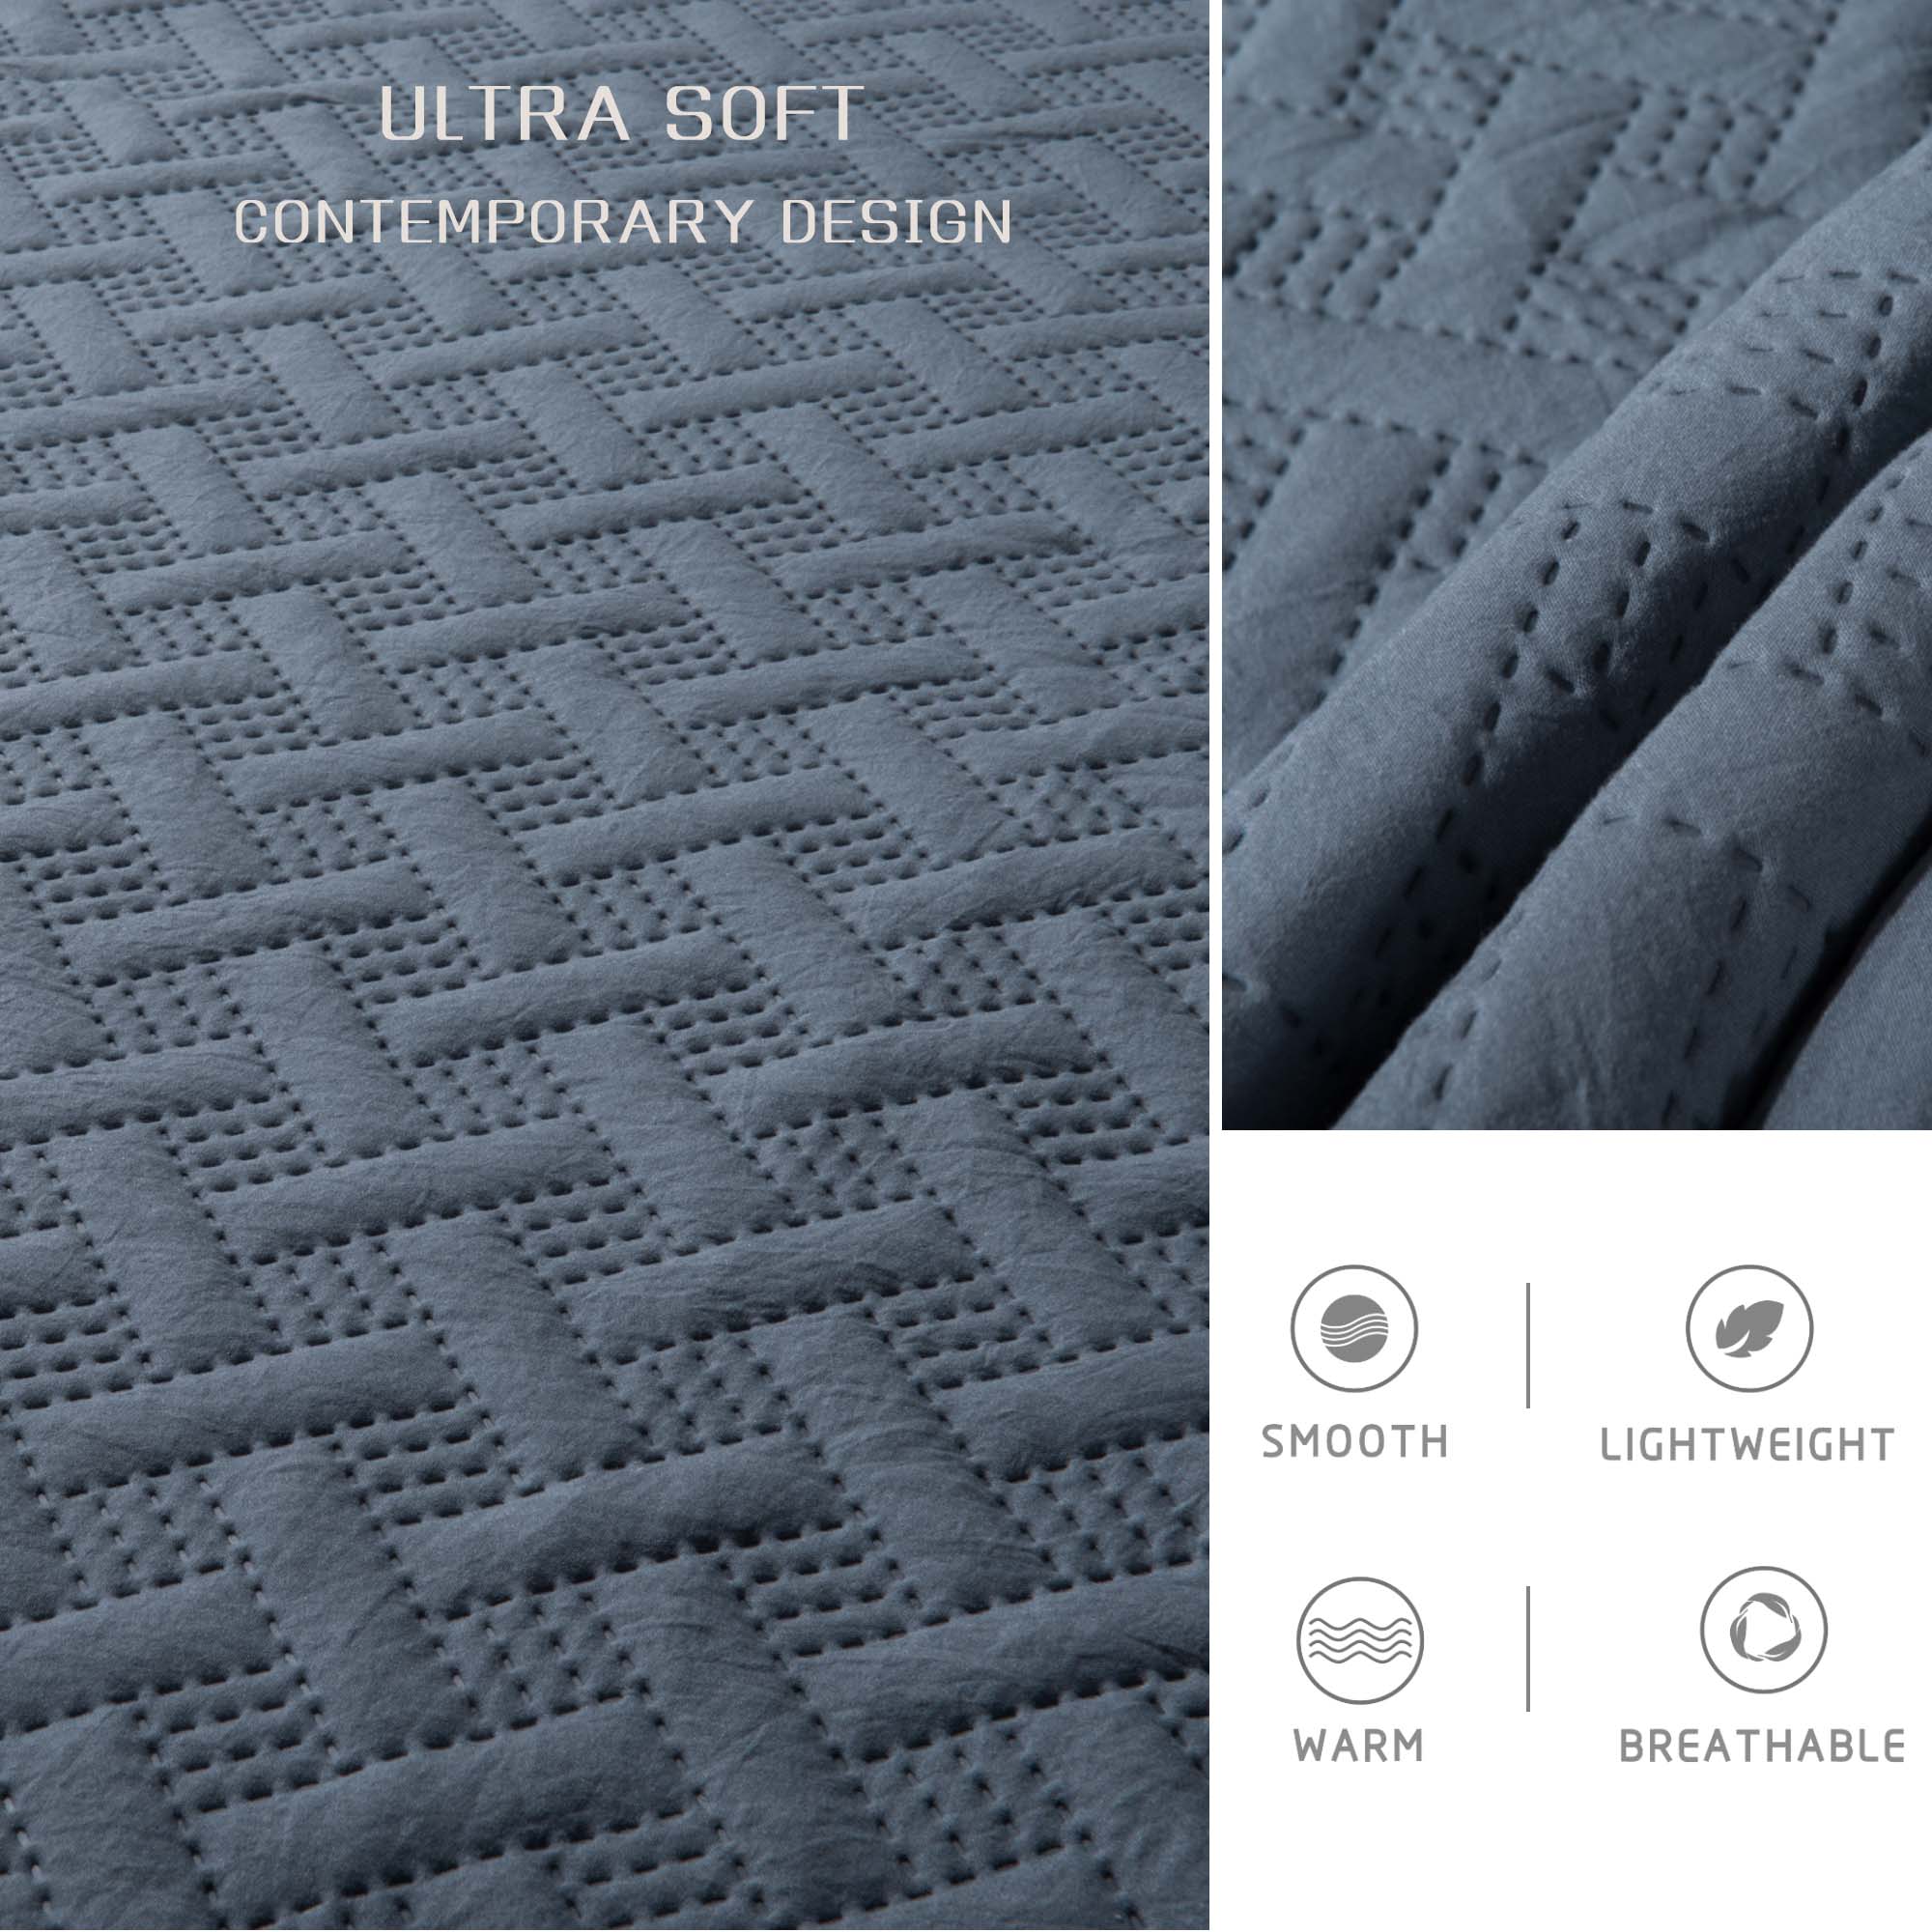 ULTRA SOFT
CONTEMPORARY DESIGN
SMOOTH
LIGHTWEIGHT
WARM
BREATHABLE